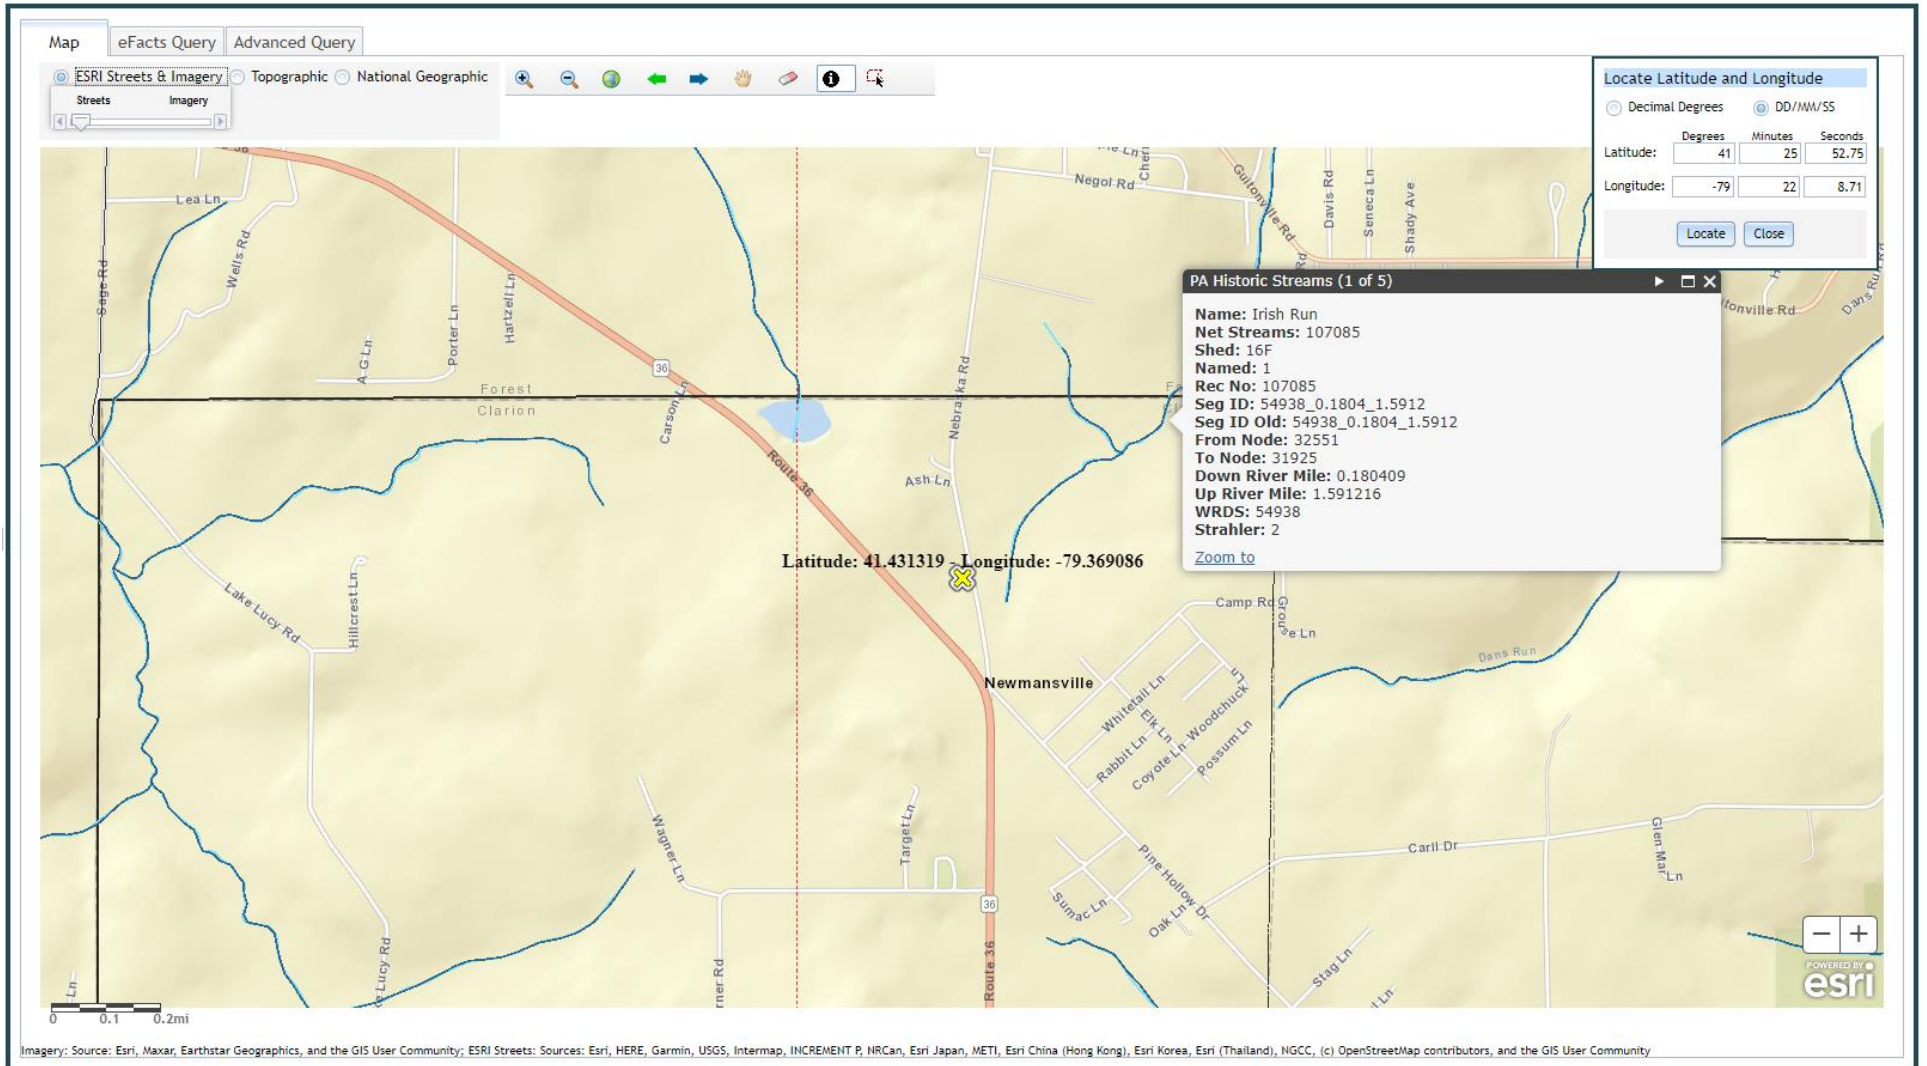 Map eFacts Query Advanced Query
ESRI Streets & Imagery Topographic National Geographic
Streets Imagery
Locate Latitude and Longitude
Decimal Degrees DD/MM/SS
Degrees Minutes Seconds
Latitude: 41 25 52.75
Longitude: -79 22 8.71
Locate Close
PA Historic Streams (1 of 5)
Name: Irish Run
Net Streams: 107085
Shed: 16F
Named: 1
Rec No: 107085
Seg ID: 54938_0.1804_1.5912
Seg ID Old: 54938_0.1804_1.5912
From Node: 32551
To Node: 31925
Down River Mile: 0.180409
Up River Mile: 1.591216
WRDS: 54938
Strahler: 2
Zoom to
Lea Ln
Wells Rd
Sage Rd
Porter Ln
Hartzell Ln
A G Ln
Forest
Clarion
36
Carson Ln
Route 36
Negol Rd
Guitonville Rd
Davis Rd
Seneca Ln
Shady Ave
Nebraska Rd
Ash Ln
Latitude: 41.431319 - Longitude: -79.369086
Lake Lucy Rd
Hillcrest Ln
Newmansville
Camp Rd
Grouse Ln
Dans Run
Whitetail Ln
Elk Ln
Woodchuck Ln
Rabbit Ln
Coyote Ln
Possum Ln
Wagner Ln
Target Ln
36
Route 36
Sumac Ln
Pine Hollow Dr
Oak Ln
Caril Dr
Glen Mar Ln
Stag Ln
0 0.1 0.2mi
POWERED BY
esri
Imagery: Source: Esri, Maxar, Earthstar Geographics, and the GIS User Community; ESRI Streets: Sources: Esri, HERE, Garmin, USGS, Intermap, INCREMENT P, NRCan, Esri Japan, METI, Esri China (Hong Kong), Esri Korea, Esri (Thailand), NGCC, (c) OpenStreetMap contributors, and the GIS User Community